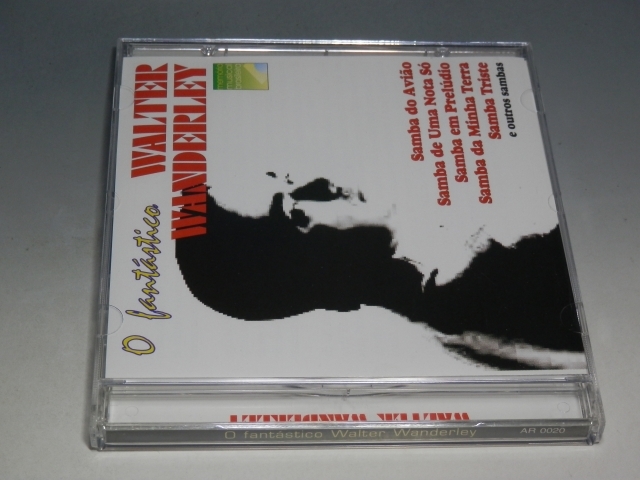 O fantástico
WALTER
WANDERLEY
Samba do Avião
Samba de Uma Nota Só
Samba em Prelúdio
Samba da Minha Terra
Samba Triste
e outros sambas
O fantástico Walter Wanderley
AR 0020